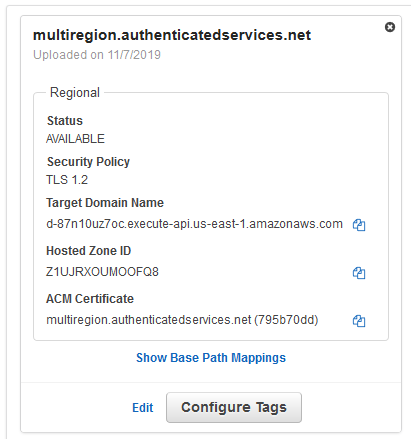 multiregion.authenticatedservices.net
Uploaded on 11/7/2019
Regional
Status
AVAILABLE
Security Policy
TLS 1.2
Target Domain Name
d-87n10uz7oc.execute-api.us-east-1.amazonaws.com
Hosted Zone ID
Z1UJRXOUMOOFQ8
ACM Certificate
multiregion.authenticatedservices.net (795b70dd)
Show Base Path Mappings
Edit
Configure Tags